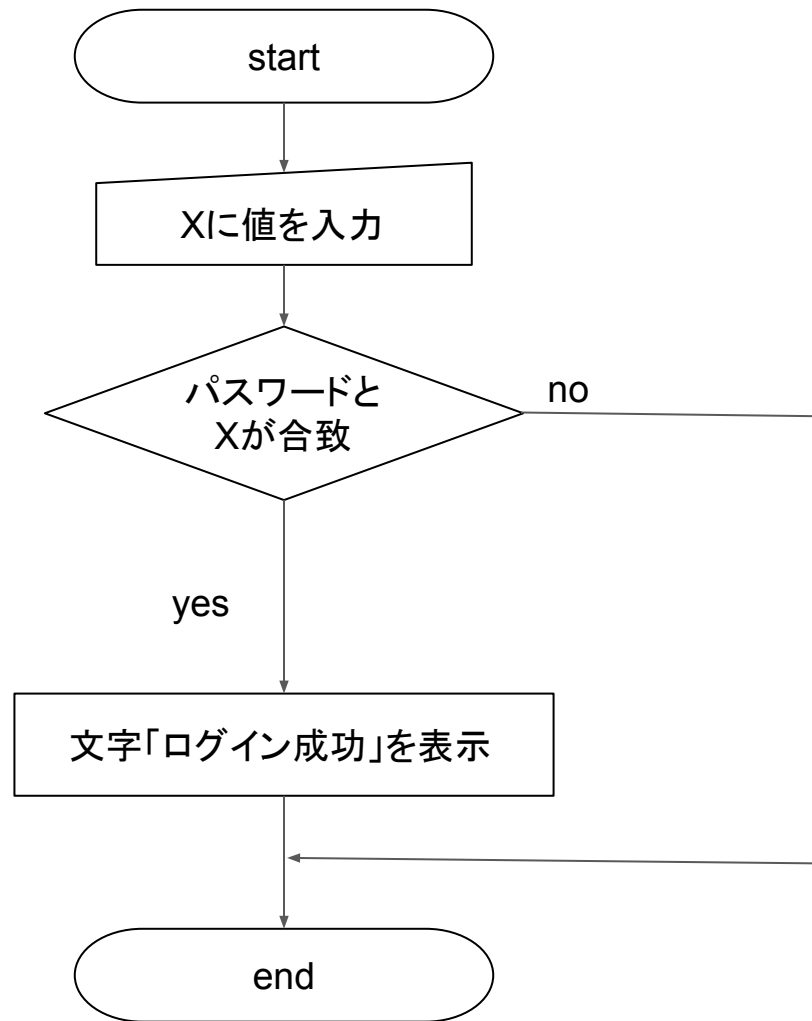 start
Xに値を入力
パスワードと
Xが合致
no
yes
文字「ログイン成功」を表示
end